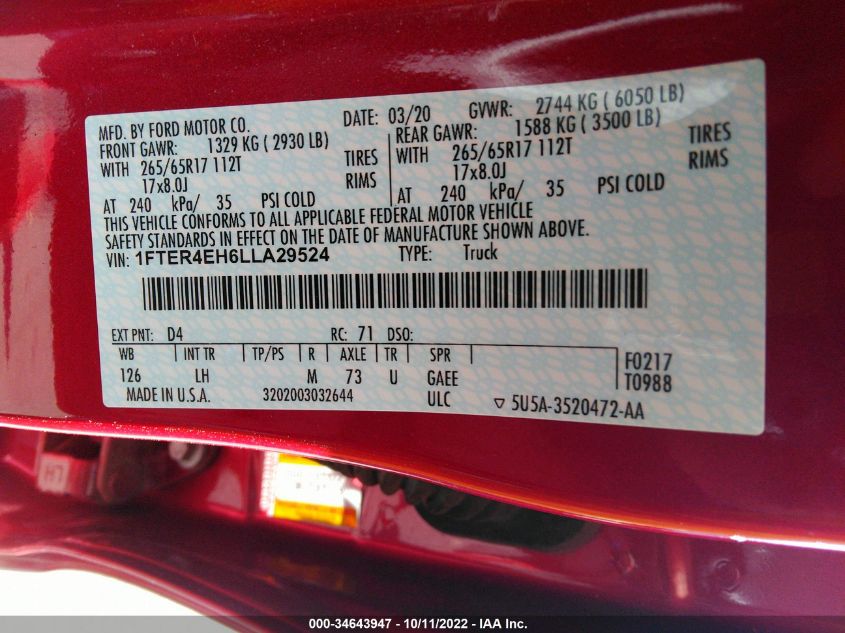 MFD. BY FORD MOTOR CO. DATE: 03/20 GVWR: 2744 KG ( 6050 LB)
FRONT GAWR: 1329 KG ( 2930 LB) REAR GAWR: 1588 KG ( 3500 LB)
WITH 265/65R17 112T TIRES WITH 265/65R17 112T TIRES
17x8.0J RIMS 17x8.0J RIMS
AT 240 kPa/ 35 PSI COLD AT 240 kPa/ 35 PSI COLD
THIS VEHICLE CONFORMS TO ALL APPLICABLE FEDERAL MOTOR VEHICLE
SAFETY STANDARDS IN EFFECT ON THE DATE OF MANUFACTURE SHOWN ABOVE.
VIN: 1FTER4EH6LLA29524 TYPE: Truck
EXT PNT: D4 RC: 71 DSO:
WB INT TR TP/PS R AXLE TR SPR F0217
126 LH M 73 U GAEE T0988
MADE IN U.S.A. 3202003032644 ULC ▽ 5U5A-3520472-AA
H7
000-34643947 - 10/11/2022 - IAA Inc.